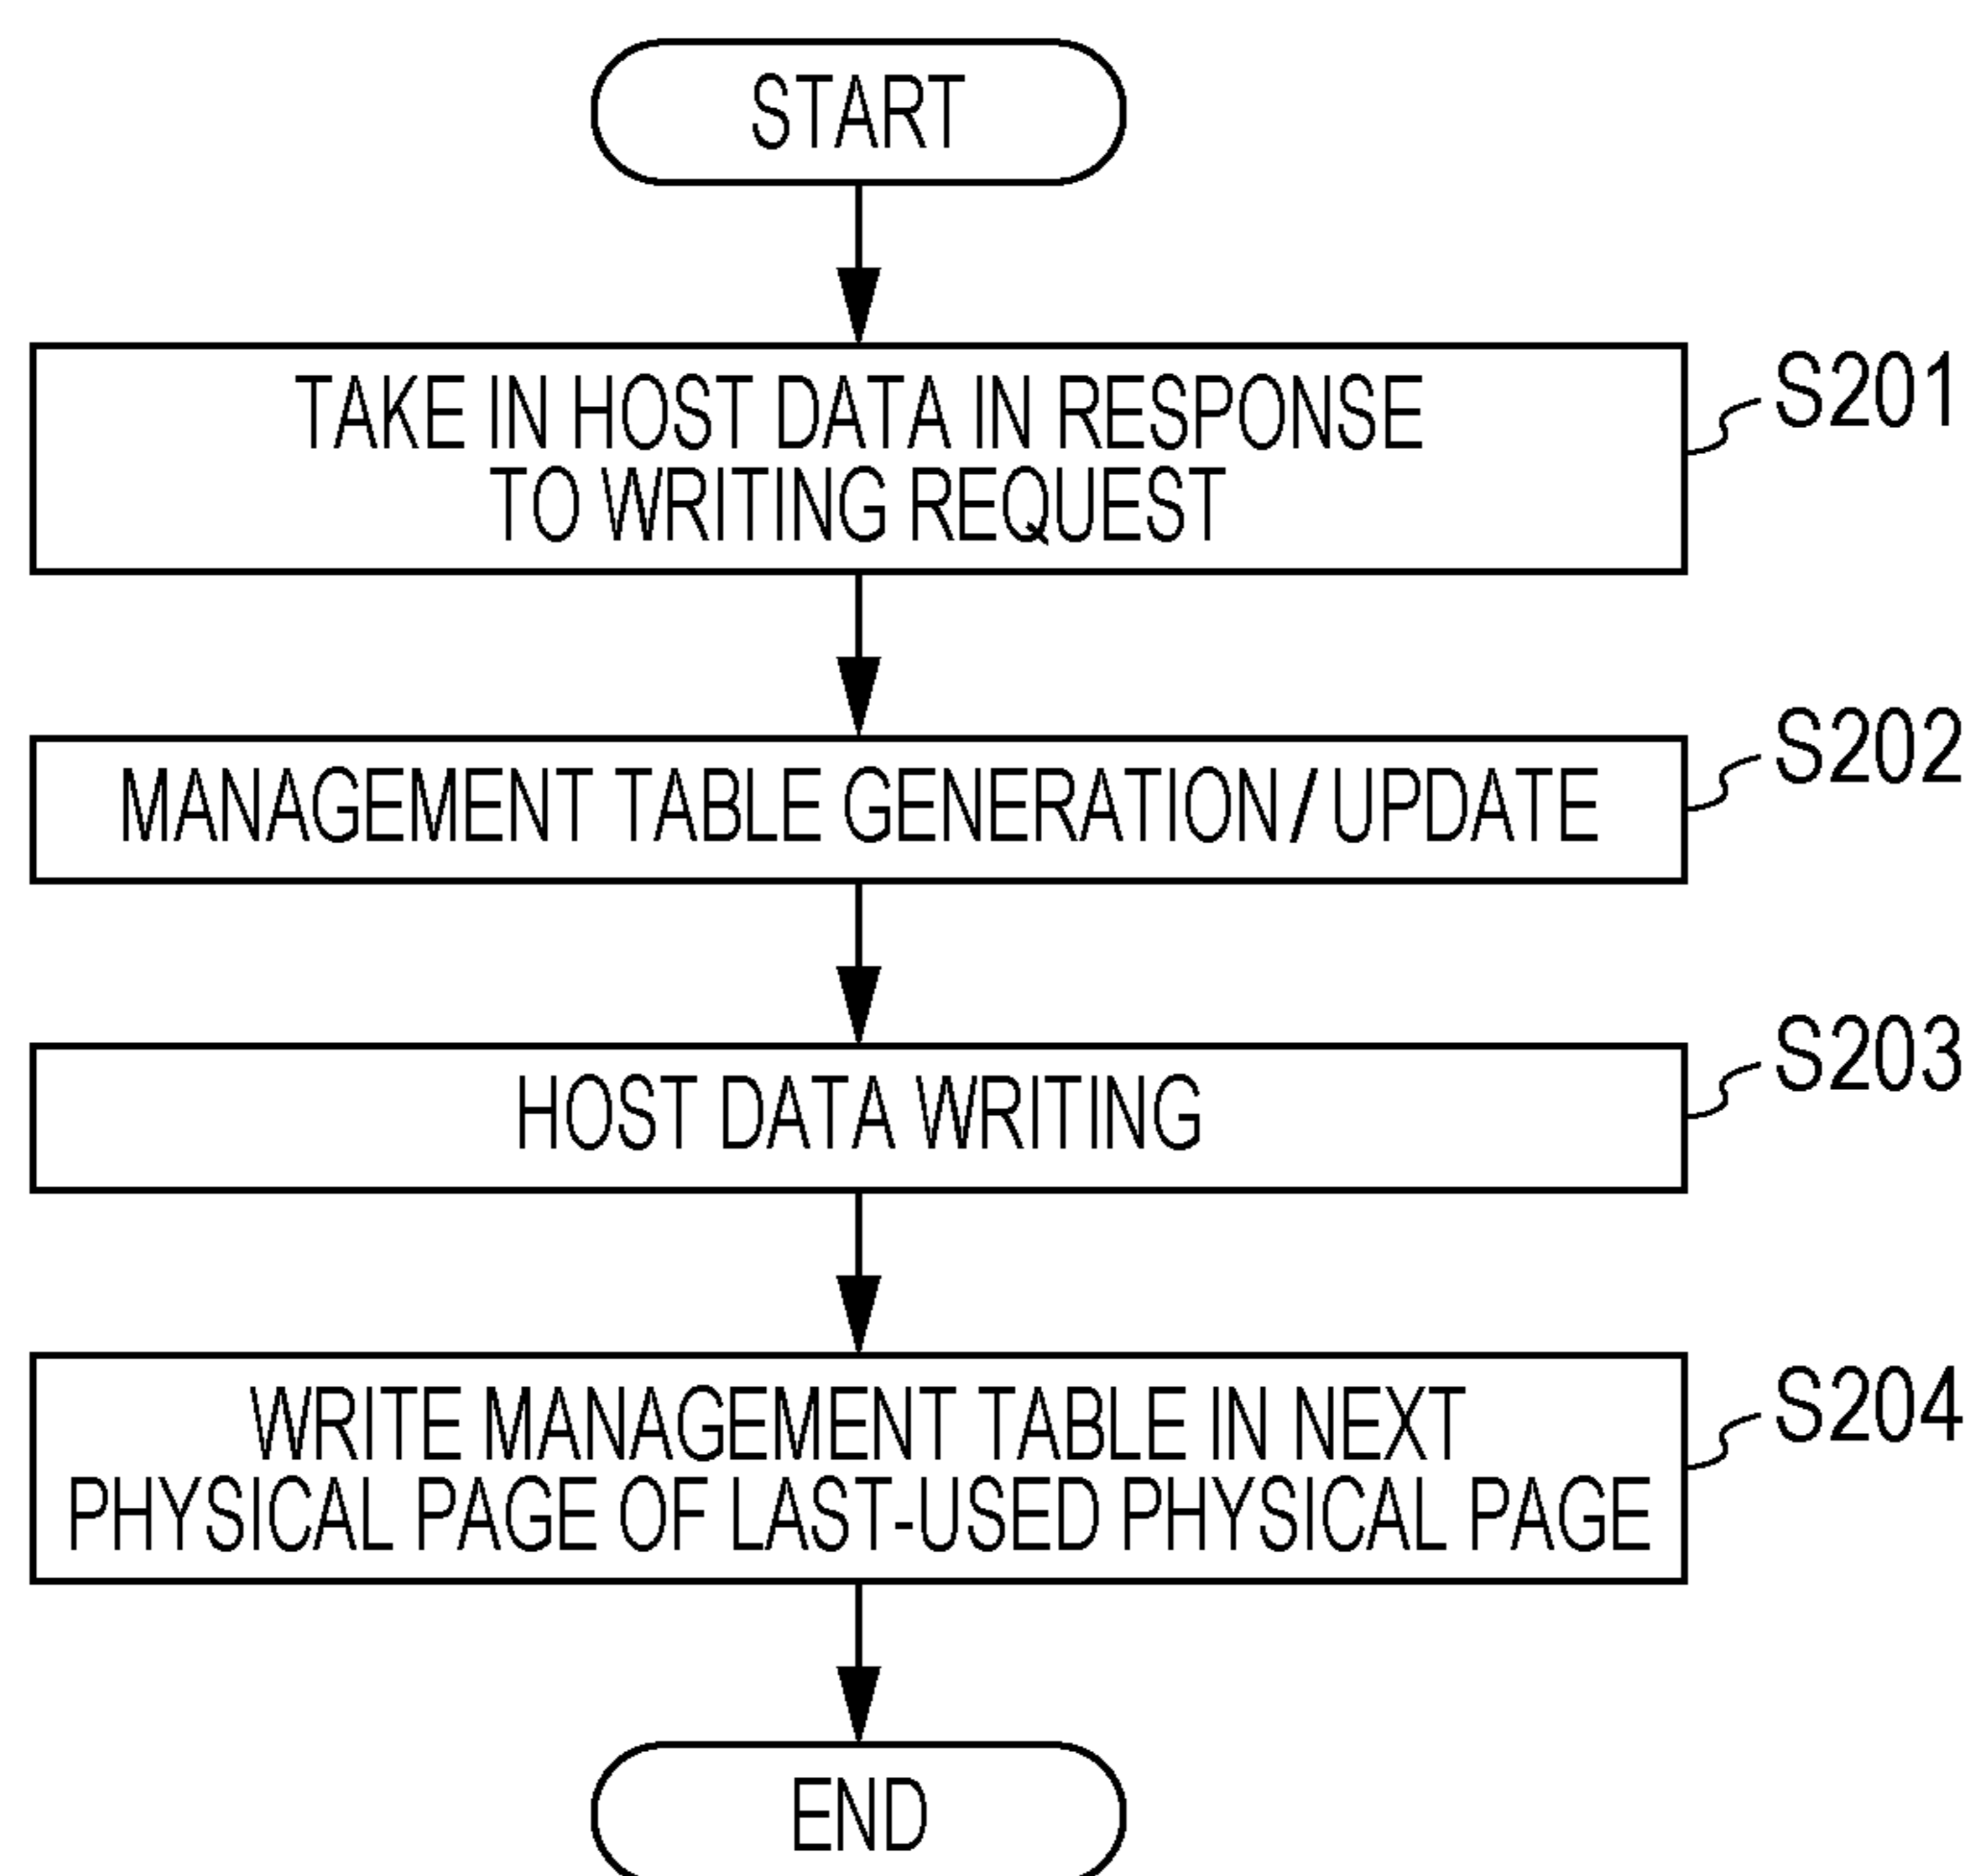 START
TAKE IN HOST DATA IN RESPONSE
TO WRITING REQUEST
S201
MANAGEMENT TABLE GENERATION/UPDATE
S202
HOST DATA WRITING
S203
WRITE MANAGEMENT TABLE IN NEXT
PHYSICAL PAGE OF LAST-USED PHYSICAL PAGE
S204
END